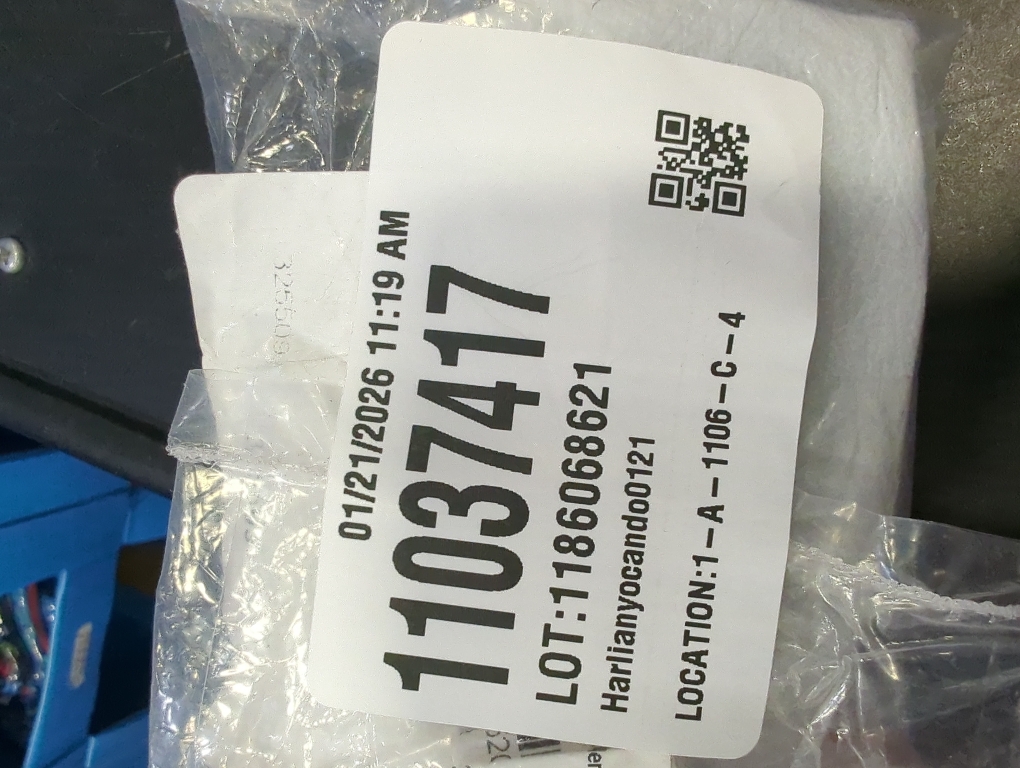 01/21/2026 11:19 AM
11037417
LOT:1186068621
Harlianyocando0121
LOCATION:1-A-1106-C-4